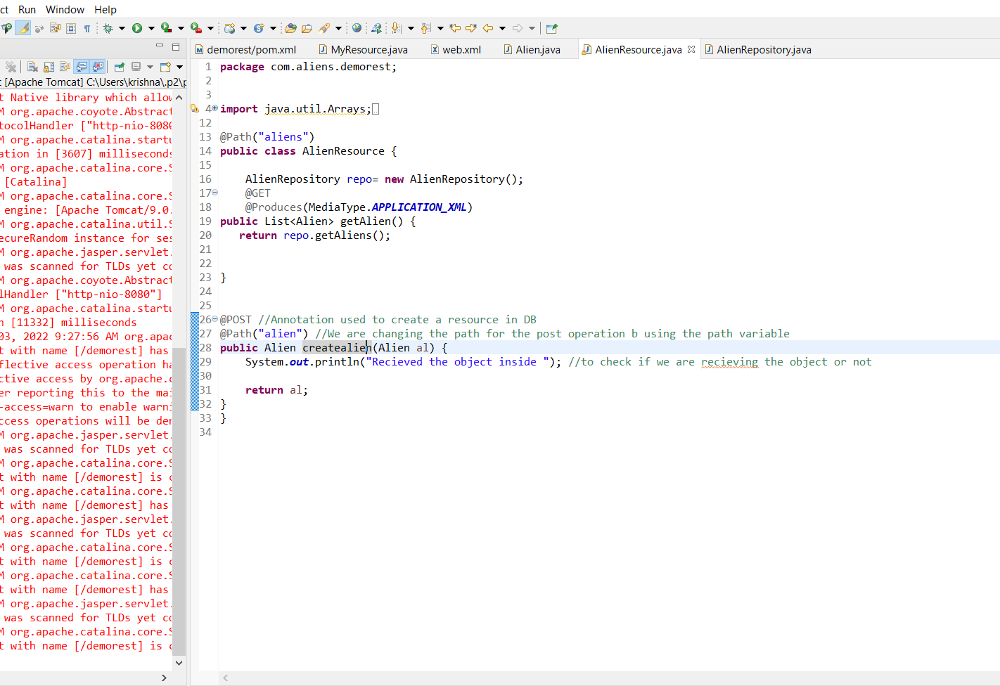 ct Run Window Help
demorest/pom.xml MyResource.java web.xml Alien.java AlienResource.java AlienRepository.java
t [Apache Tomcat] C:\Users\krishna\.p2\p
t Native library which allow
M org.apache.coyote.Abstract
tocolHandler ["http-nio-8080
M org.apache.catalina.startu
ation in [3607] milliseconds
M org.apache.catalina.core.S
[Catalina]
M org.apache.catalina.core.S
engine: [Apache Tomcat/9.0.
M org.apache.catalina.util.S
ecureRandom instance for ses
M org.apache.jasper.servlet.
was scanned for TLDs yet co
M org.apache.coyote.Abstract
lHandler ["http-nio-8080"]
M org.apache.catalina.startu
n [11332] milliseconds
03, 2022 9:27:56 AM org.apac
t with name [/demorest] has
flective access operation ha
ctive access by org.apache.c
er reporting this to the mai
-access=warn to enable warni
ccess operations will be den
M org.apache.jasper.servlet.
was scanned for TLDs yet co
M org.apache.catalina.core.S
t with name [/demorest] is c
M org.apache.catalina.core.S
t with name [/demorest] has
M org.apache.jasper.servlet.
was scanned for TLDs yet co
M org.apache.catalina.core.S
t with name [/demorest] is c
M org.apache.catalina.core.S
t with name [/demorest] has
M org.apache.jasper.servlet.
was scanned for TLDs yet co
M org.apache.catalina.core.S
t with name [/demorest] is c
1 package com.aliens.demorest;
2
3
4 import java.util.Arrays;
12
13 @Path("aliens")
14 public class AlienResource {
15
16 AlienRepository repo= new AlienRepository();
17 @GET
18 @Produces(MediaType.APPLICATION_XML)
19 public List<Alien> getAlien() {
20 return repo.getAliens();
21
22
23 }
24
25
26 @POST //Annotation used to create a resource in DB
27 @Path("alien") //We are changing the path for the post operation b using the path variable
28 public Alien createalien(Alien al) {
29 System.out.println("Recieved the object inside "); //to check if we are recieving the object or not
30
31 return al;
32 }
33 }
34